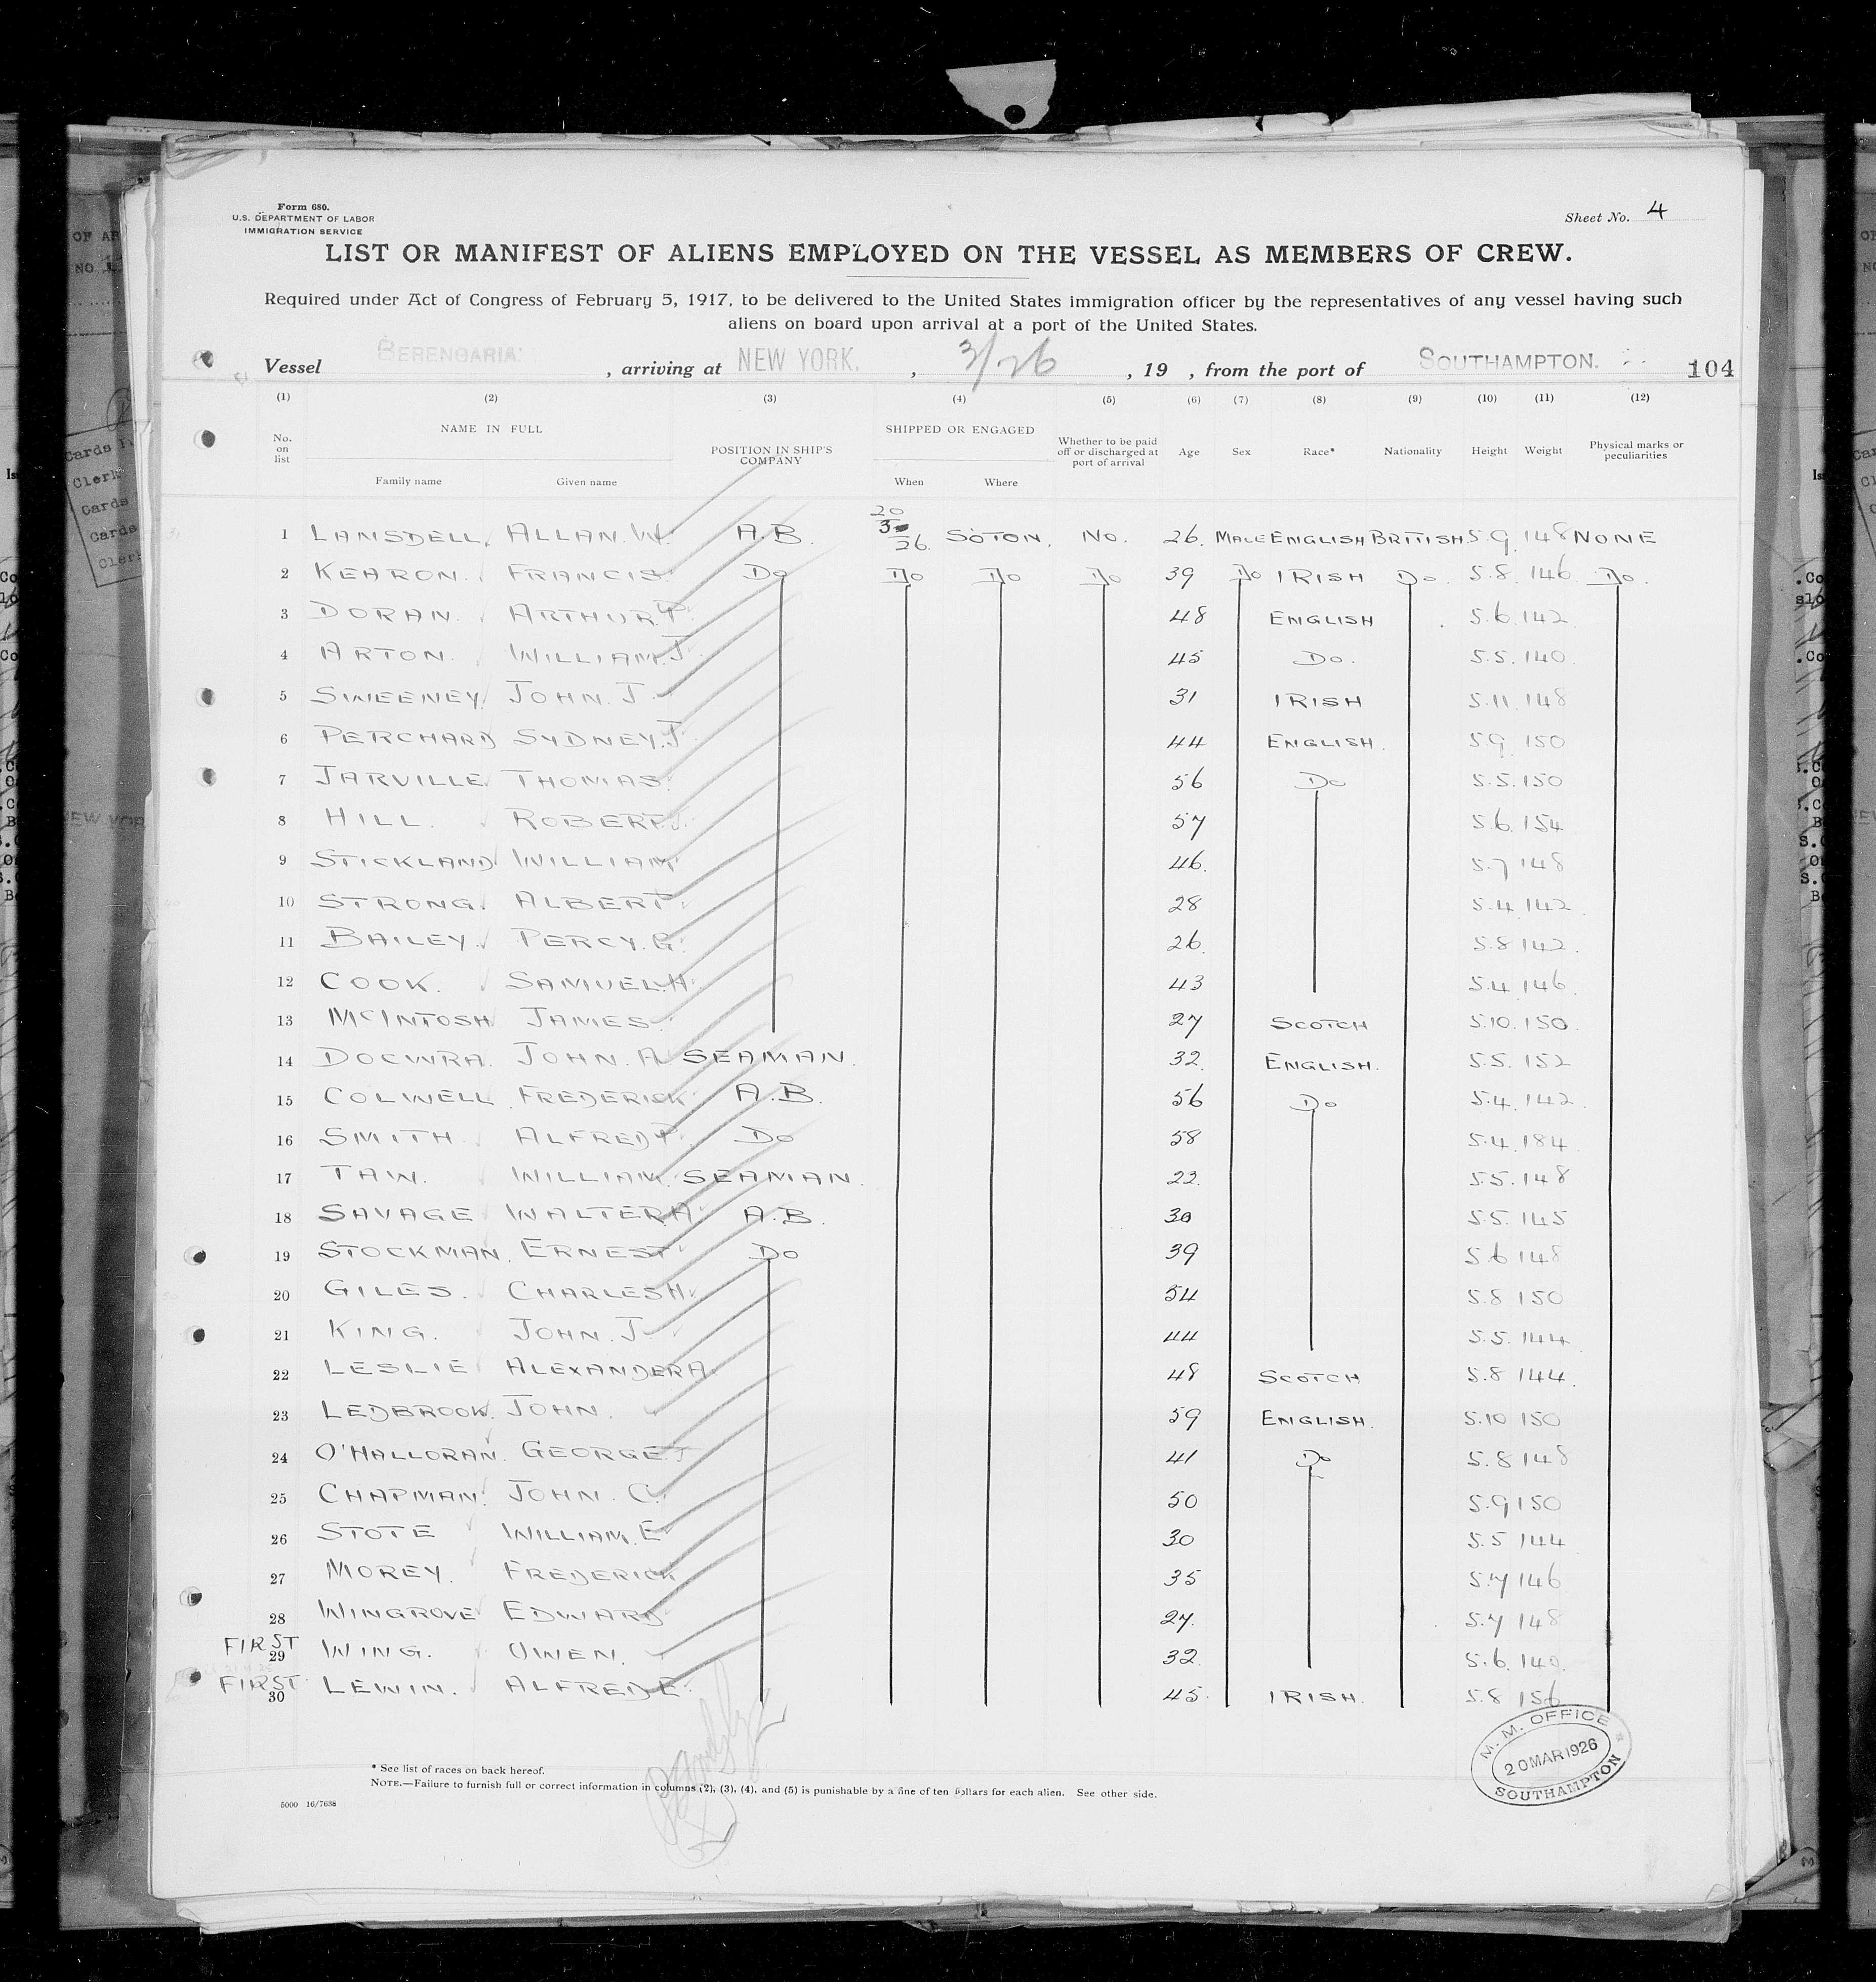 Form 680.
U.S. DEPARTMENT OF LABOR
IMMIGRATION SERVICE
Sheet No. 4
LIST OR MANIFEST OF ALIENS EMPLOYED ON THE VESSEL AS MEMBERS OF CREW.
Required under Act of Congress of February 5, 1917, to be delivered to the United States immigration officer by the representatives of any vessel having such
aliens on board upon arrival at a port of the United States.
Vessel BERENGARIA. , arriving at NEW YORK. , 3/26 , 19 , from the port of SOUTHAMPTON. 104
(1) (2) (3) (4) (5) (6) (7) (8) (9) (10) (11) (12)
No. on list NAME IN FULL Family name Given name POSITION IN SHIP'S COMPANY SHIPPED OR ENGAGED When Where Whether to be paid off or discharged at port of arrival Age Sex Race* Nationality Height Weight Physical marks or peculiarities
1 LANSDELL. ALLAN. W. A.B. 20/3/26. SOTON. No. 26. MALE ENGLISH BRITISH 5.9. 148 NONE
2 KEARON. FRANCIS. Do Do Do Do 39 Do IRISH Do. 5.8. 146 Do.
3 DORAN. ARTHUR P. 48 ENGLISH 5.6. 142
4 ARTON. WILLIAM. J. 45 Do. 5.5. 140.
5 SWEENEY. JOHN. J. 31 IRISH 5.11. 148
6 PERCHARD SYDNEY. J. 44 ENGLISH. 5.9. 150
7 JARVILLE THOMAS. 56 Do 5.5. 150
8 HILL. ROBERT. J. 57 5.6. 154
9 STICKLAND WILLIAM 46. 5.7 148
10 STRONG. ALBERT. 28 5.4. 142.
11 BAILEY. PERCY. G. 26. 5.8 142.
12 COOK. SAMUEL. H. 43 5.4. 146.
13 McINTOSH JAMES. 27 SCOTCH 5.10. 150.
14 DOCWRA. JOHN. A SEAMAN. 32. ENGLISH. 5.5. 152
15 COLWELL FREDERICK A.B. 56 Do 5.4. 142.
16 SMITH. ALFRED P. Do 58 5.4. 184
17 TAW. WILLIAM. SEAMAN. 22. 5.5. 148
18 SAVAGE WALTER A. A.B. 30 5.5. 145
19 STOCKMAN. ERNEST Do 39 5.6 148
20 GILES. CHARLES H. 54 5.8 150
21 KING. JOHN. J. 44 5.5. 144
22 LESLIE ALEXANDER A. 48 SCOTCH 5.8 144.
23 LEDBROOK. JOHN. 59 ENGLISH. 5.10 150
24 O'HALLORAN. GEORGE. J 41 Do 5.8 148
25 CHAPMAN. JOHN. C. 50 5.9 150
26 STOTE WILLIAM. E 30 5.5 144
27 MOREY. FREDERICK 35 5.7 146
28 WINGROVE EDWARD 27. 5.7 148
FIRST 29 WING. OWEN. 32. 5.6. 140.
FIRST 30 LEWIN. ALFRED E. 45. IRISH. 5.8 156
M. M. OFFICE
20 MAR 1926
SOUTHAMPTON
* See list of races on back hereof.
NOTE.—Failure to furnish full or correct information in columns (2), (3), (4), and (5) is punishable by a fine of ten dollars for each alien. See other side.
5000 16/7638